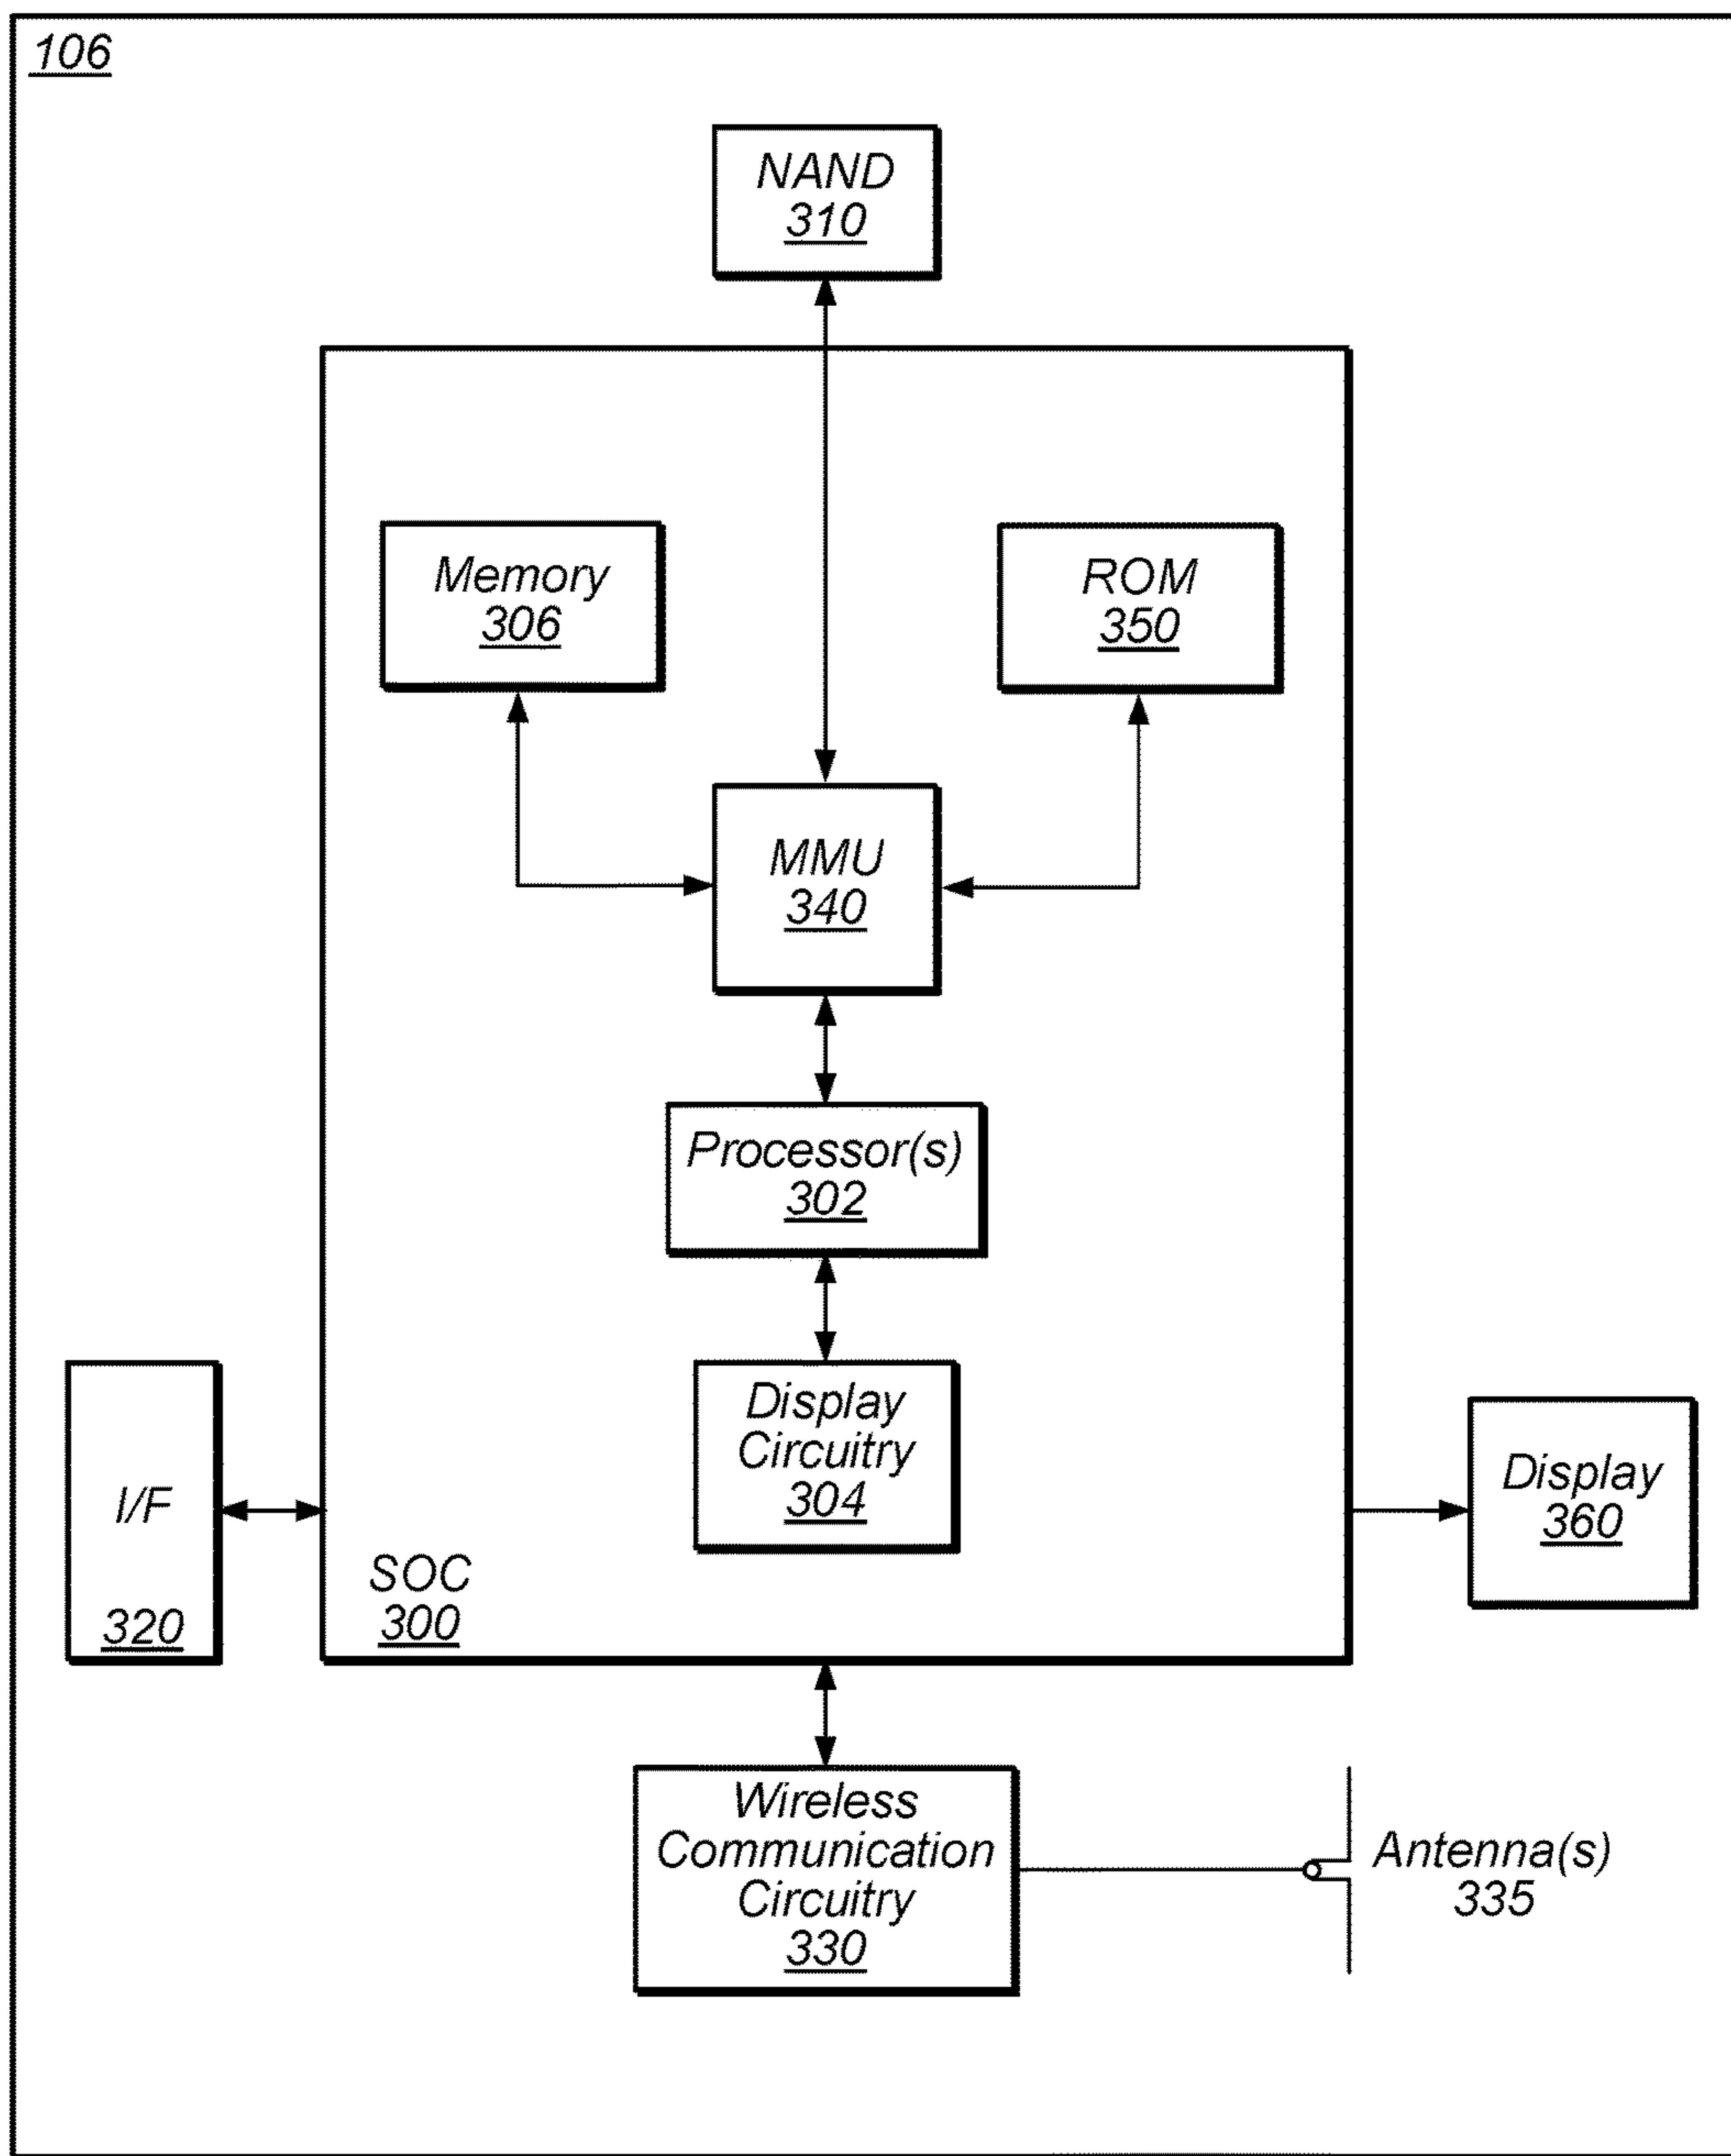 106
NAND
310
Memory
306
ROM
350
MMU
340
Processor(s)
302
Display
Circuitry
304
I/F
320
SOC
300
Display
360
Wireless
Communication
Circuitry
330
Antenna(s)
335